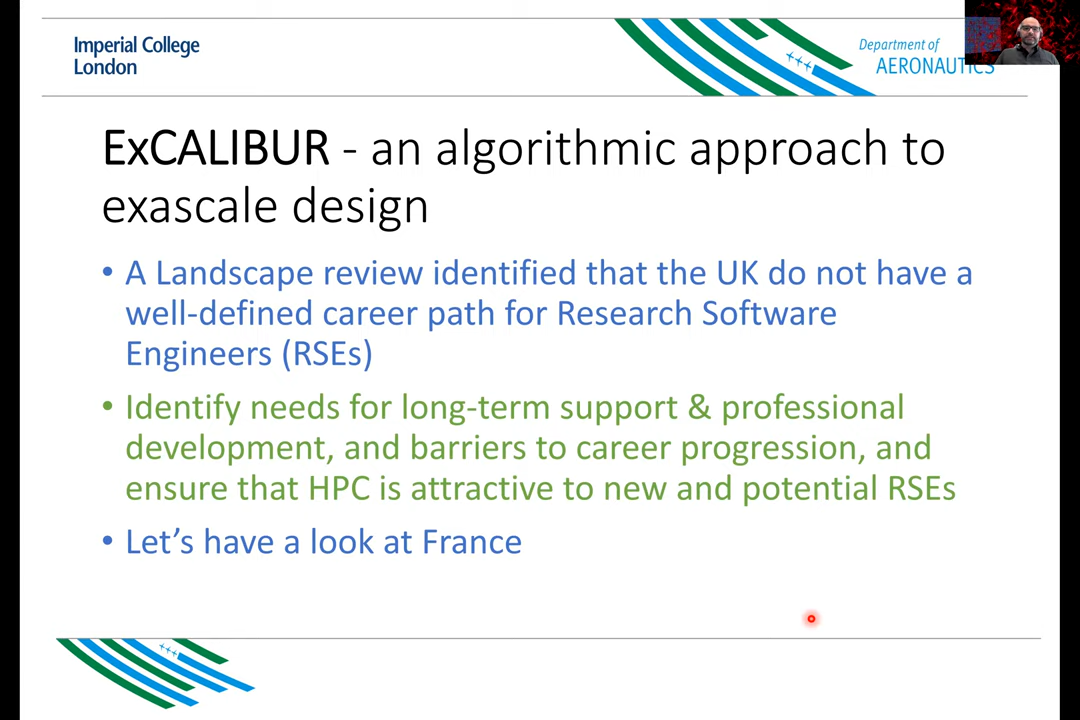 Imperial College
London
Department of
AERONAUTICS
ExCALIBUR - an algorithmic approach to
exascale design
• A Landscape review identified that the UK do not have a
well-defined career path for Research Software
Engineers (RSEs)
• Identify needs for long-term support & professional
development, and barriers to career progression, and
ensure that HPC is attractive to new and potential RSEs
• Let’s have a look at France